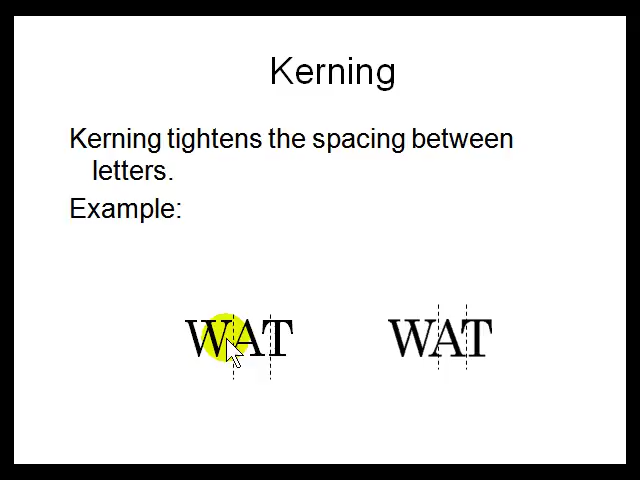 Kerning
Kerning tightens the spacing between
letters.
Example:
WAT WAT